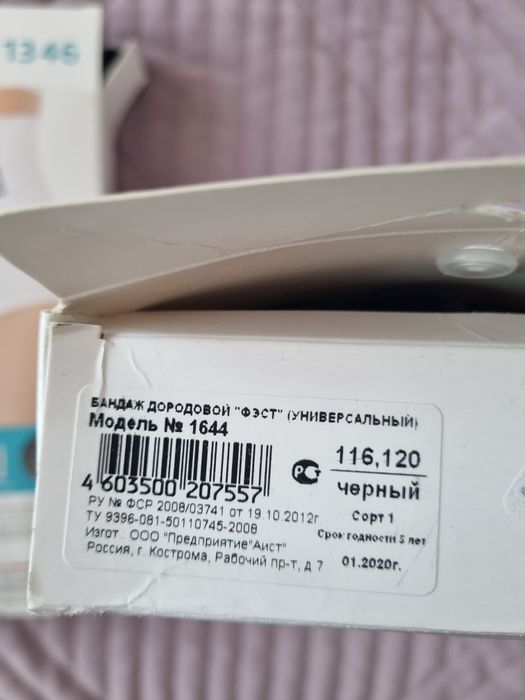 1346
БАНДАЖ ДОРОДОВОЙ "ФЭСТ" (УНИВЕРСАЛЬНЫЙ)
Модель № 1644
4 603500 207557
РУ № ФСР 2008/03741 от 19.10.2012г.
ТУ 9396-081-50110745-2008
Изгот.: ООО "Предприятие"Аист"
Россия, г. Кострома, Рабочий пр-т, д 7
РСТ
116,120
черный
Сорт 1
Срок годности 5 лет
01.2020г.